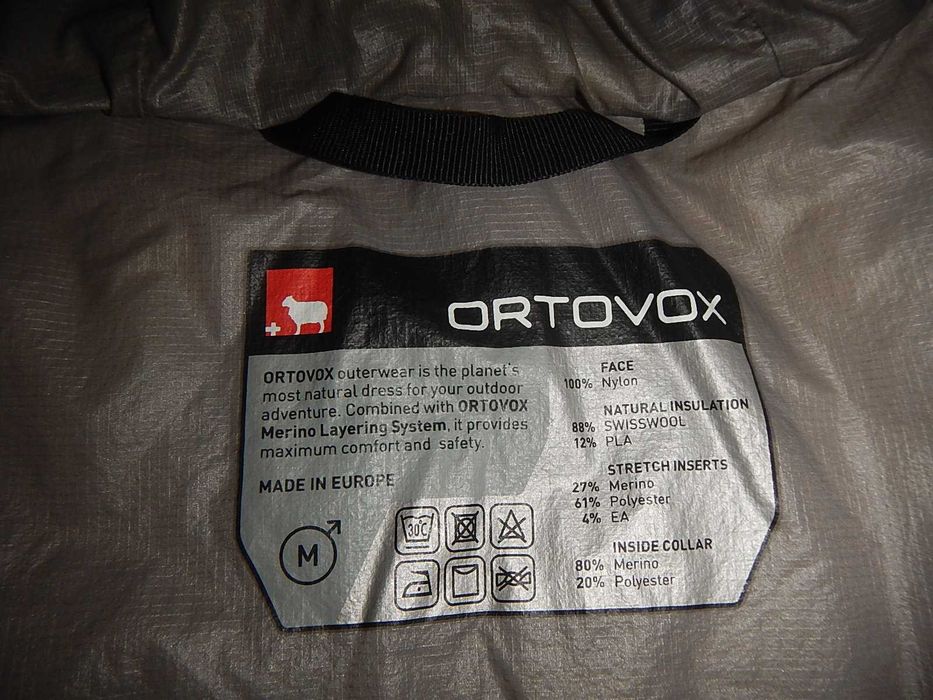 ORTOVOX
ORTOVOX outerwear is the planet's
most natural dress for your outdoor
adventure. Combined with ORTOVOX
Merino Layering System, it provides
maximum comfort and safety.
MADE IN EUROPE
M
30°C
FACE
100% Nylon
NATURAL INSULATION
88% SWISSWOOL
12% PLA
STRETCH INSERTS
27% Merino
61% Polyester
4% EA
INSIDE COLLAR
80% Merino
20% Polyester